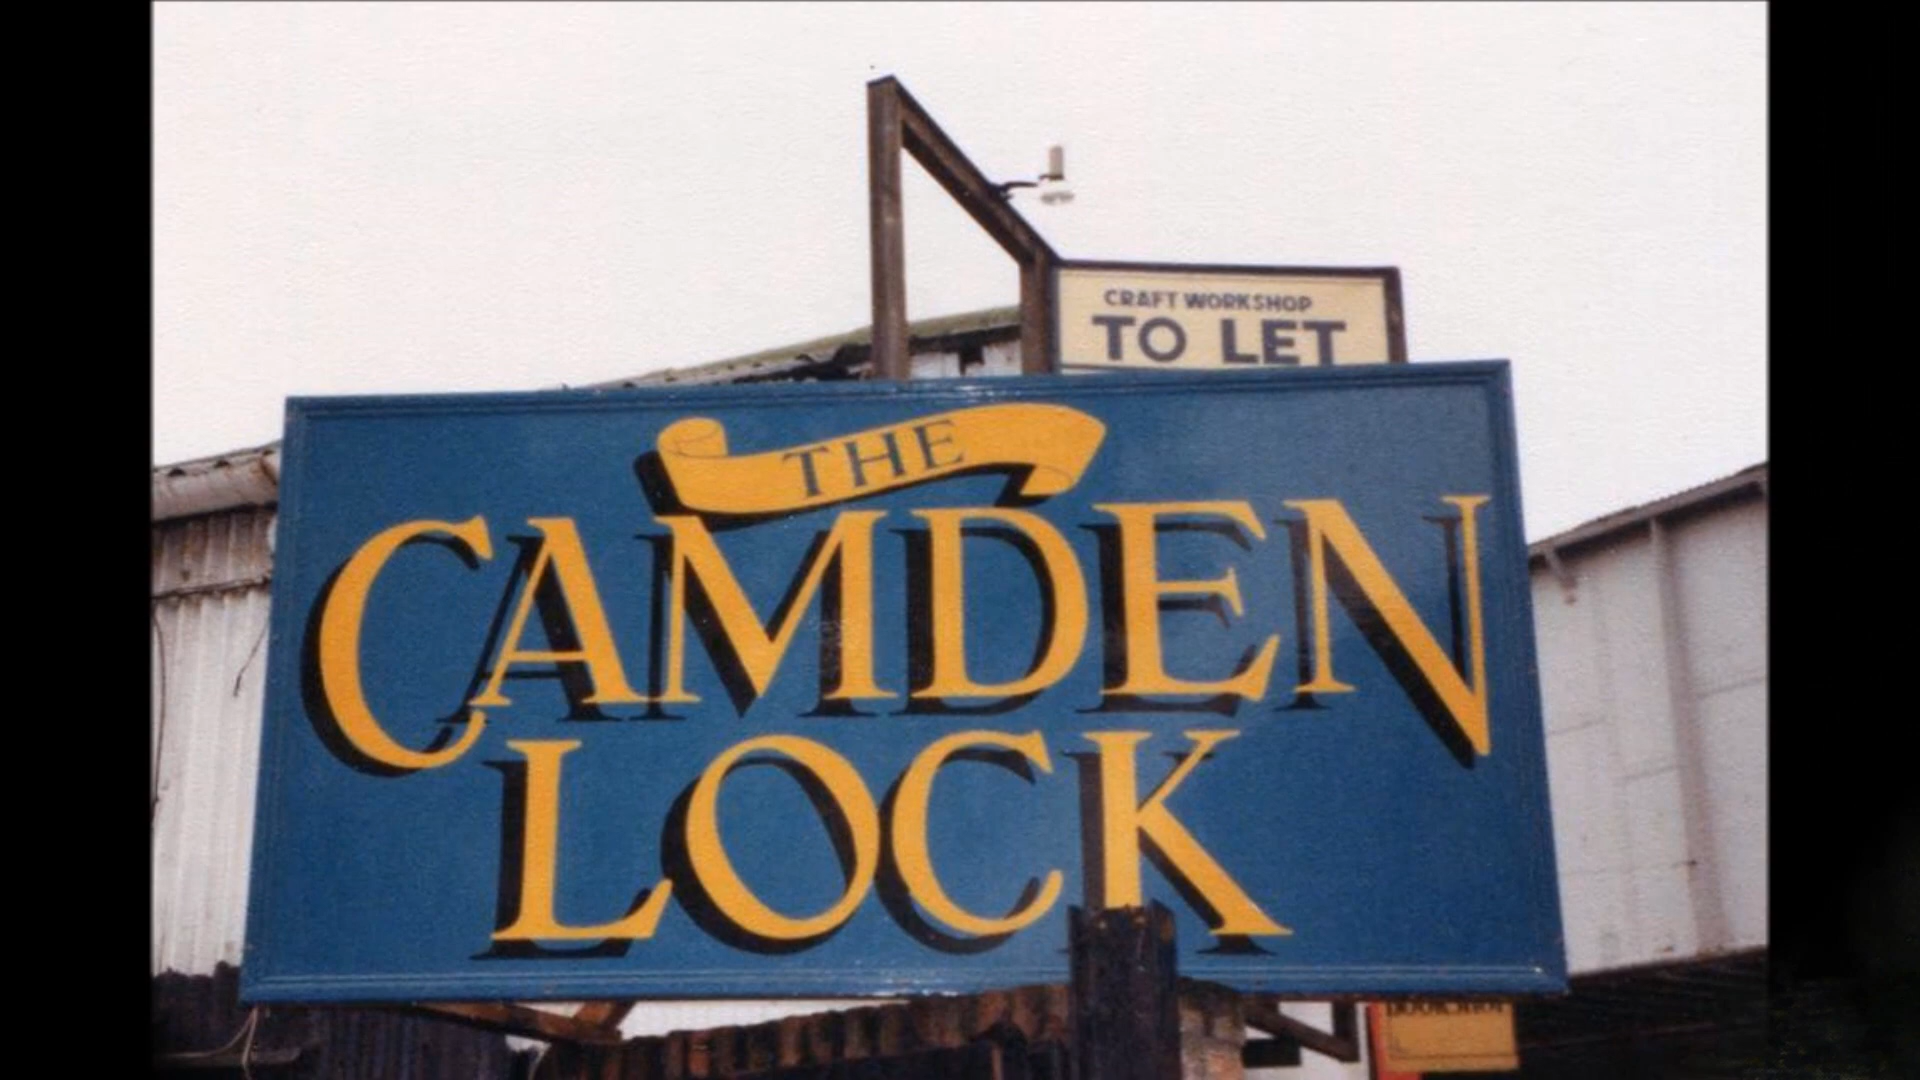 CRAFT WORKSHOP
TO LET
THE
CAMDEN
LOCK